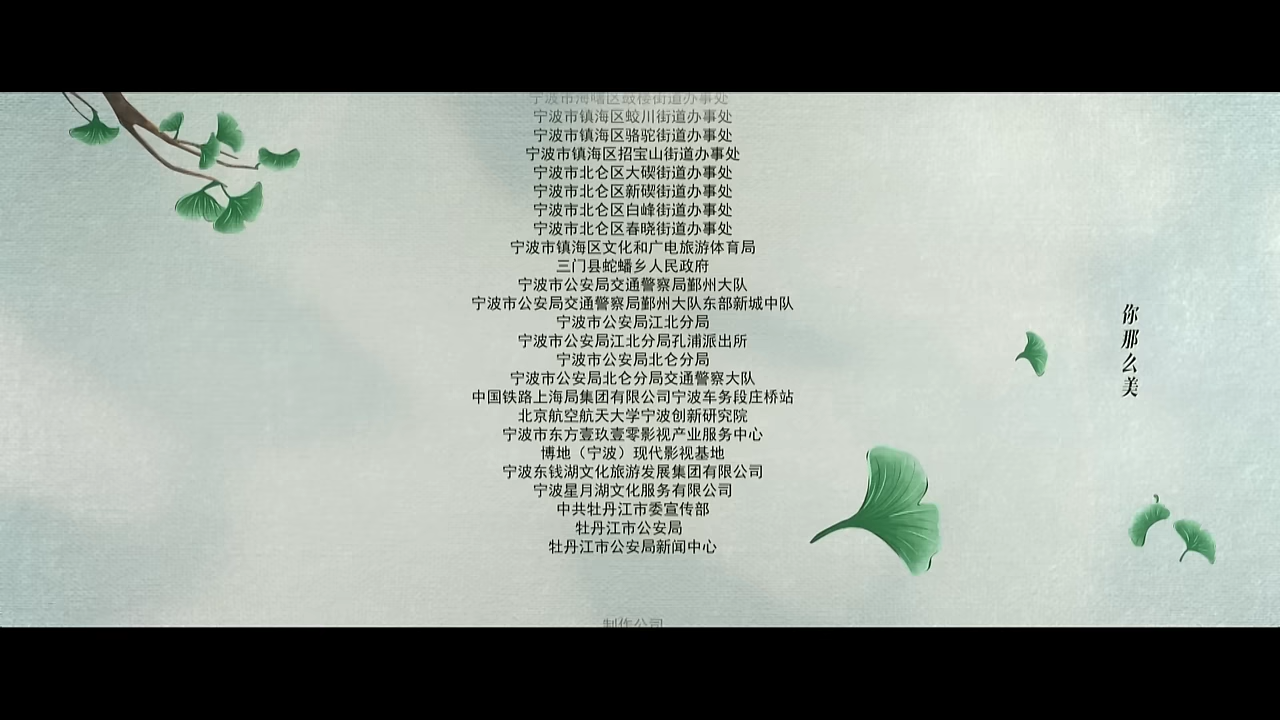 宁波市海曙区鼓楼街道办事处
宁波市镇海区蛟川街道办事处
宁波市镇海区骆驼街道办事处
宁波市镇海区招宝山街道办事处
宁波市北仑区大碶街道办事处
宁波市北仑区新碶街道办事处
宁波市北仑区白峰街道办事处
宁波市北仑区春晓街道办事处
宁波市镇海区文化和广电旅游体育局
三门县蛇蟠乡人民政府
宁波市公安局交通警察局鄞州大队
宁波市公安局交通警察局鄞州大队东部新城中队
宁波市公安局江北分局
宁波市公安局江北分局孔浦派出所
宁波市公安局北仑分局
宁波市公安局北仑分局交通警察大队
中国铁路上海局集团有限公司宁波车务段庄桥站
北京航空航天大学宁波创新研究院
宁波市东方壹玖壹零影视产业服务中心
博地（宁波）现代影视基地
宁波东钱湖文化旅游发展集团有限公司
宁波星月湖文化服务有限公司
中共牡丹江市委宣传部
牡丹江市公安局
牡丹江市公安局新闻中心
制作公司
你那么美